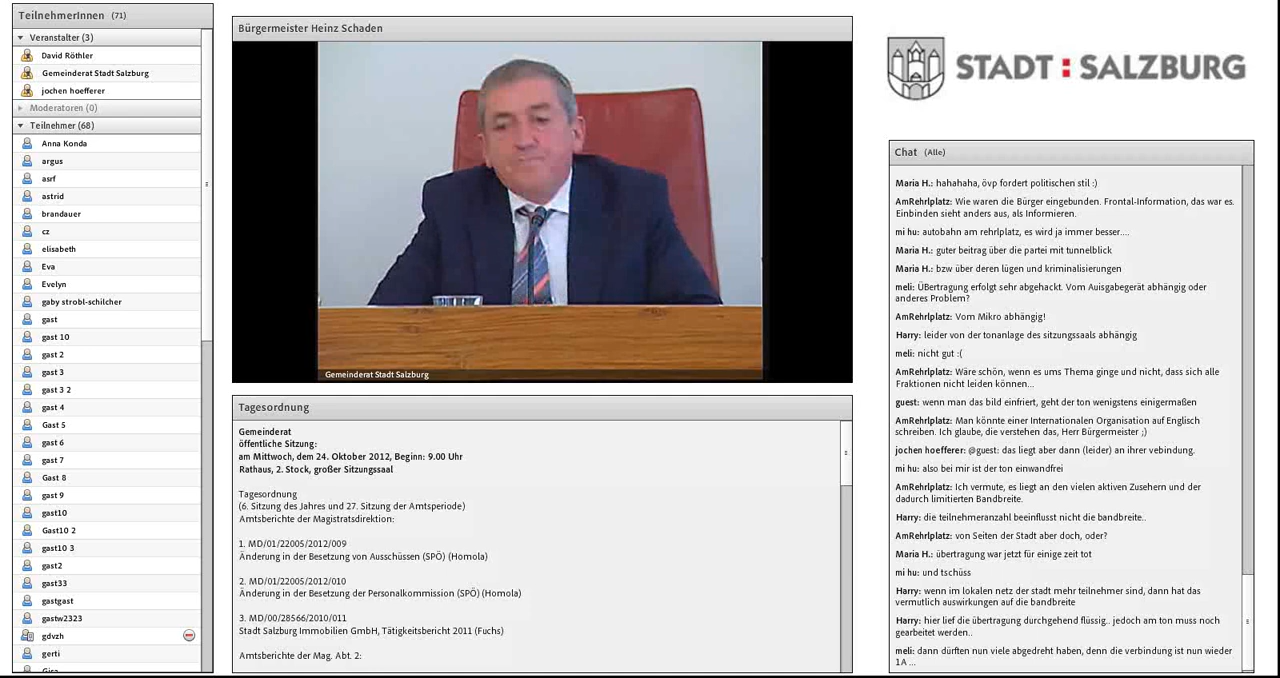 TeilnehmerInnen (71)
Veranstalter (3)
David Röthler
Gemeinderat Stadt Salzburg
jochen hoefferer
Moderatoren (0)
Teilnehmer (68)
Anna Konda
argus
asrf
astrid
brandauer
cz
elisabeth
Eva
Evelyn
gaby strobl-schilcher
gast
gast 10
gast 2
gast 3
gast 3 2
gast 4
Gast 5
gast 6
gast 7
Gast 8
gast 9
gast10
Gast10 2
gast10 3
gast2
gast33
gastgast
gastw2323
gdvzh
gerti
Bürgermeister Heinz Schaden
Gemeinderat Stadt Salzburg
Tagesordnung
Gemeinderat
öffentliche Sitzung:
am Mittwoch, dem 24. Oktober 2012, Beginn: 9.00 Uhr
Rathaus, 2. Stock, großer Sitzungssaal
Tagesordnung
(6. Sitzung des Jahres und 27. Sitzung der Amtsperiode)
Amtsberichte der Magistratsdirektion:
1. MD/01/22005/2012/009
Änderung in der Besetzung von Ausschüssen (SPÖ) (Homola)
2. MD/01/22005/2012/010
Änderung in der Besetzung der Personalkommission (SPÖ) (Homola)
3. MD/00/28566/2010/011
Stadt Salzburg Immobilien GmbH, Tätigkeitsbericht 2011 (Fuchs)
Amtsberichte der Mag. Abt. 2:
STADT : SALZBURG
Chat (Alle)
Maria H.: hahahaha, övp fordert politischen stil :)
AmRehrlplatz: Wie waren die Bürger eingebunden. Frontal-Information, das war es.
Einbinden sieht anders aus, als Informieren.
mi hu: autobahn am rehrlplatz, es wird ja immer besser....
Maria H.: guter beitrag über die partei mit tunnelblick
Maria H.: bzw über deren lügen und kriminalisierungen
meli: ÜBertragung erfolgt sehr abgehackt. Vom Auisgabegerät abhängig oder
anderes Problem?
AmRehrlplatz: Vom Mikro abhängig!
Harry: leider von der tonanlage des sitzungssaals abhängig
meli: nicht gut :(
AmRehrlplatz: Wäre schön, wenn es ums Thema ginge und nicht, dass sich alle
Fraktionen nicht leiden können...
guest: wenn man das bild einfriert, geht der ton wenigstens einigermaßen
AmRehrlplatz: Man könnte einer Internationalen Organisation auf Englisch
schreiben. Ich glaube, die verstehen das, Herr Bürgermeister ;)
jochen hoefferer: @guest: das liegt aber dann (leider) an ihrer vebindung.
mi hu: also bei mir ist der ton einwandfrei
AmRehrlplatz: Ich vermute, es liegt an den vielen aktiven Zusehern und der
dadurch limitierten Bandbreite.
Harry: die teilnehmeranzahl beeinflusst nicht die bandbreite..
AmRehrlplatz: von Seiten der Stadt aber doch, oder?
Maria H.: übertragung war jetzt für einige zeit tot
mi hu: und tschüss
Harry: wenn im lokalen netz der stadt mehr teilnehmer sind, dann hat das
vermutlich auswirkungen auf die bandbreite
Harry: hier lief die übertragung durchgehend flüssig.. jedoch am ton muss noch
gearbeitet werden..
meli: dann dürften nun viele abgedreht haben, denn die verbindung ist nun wieder
1A ...